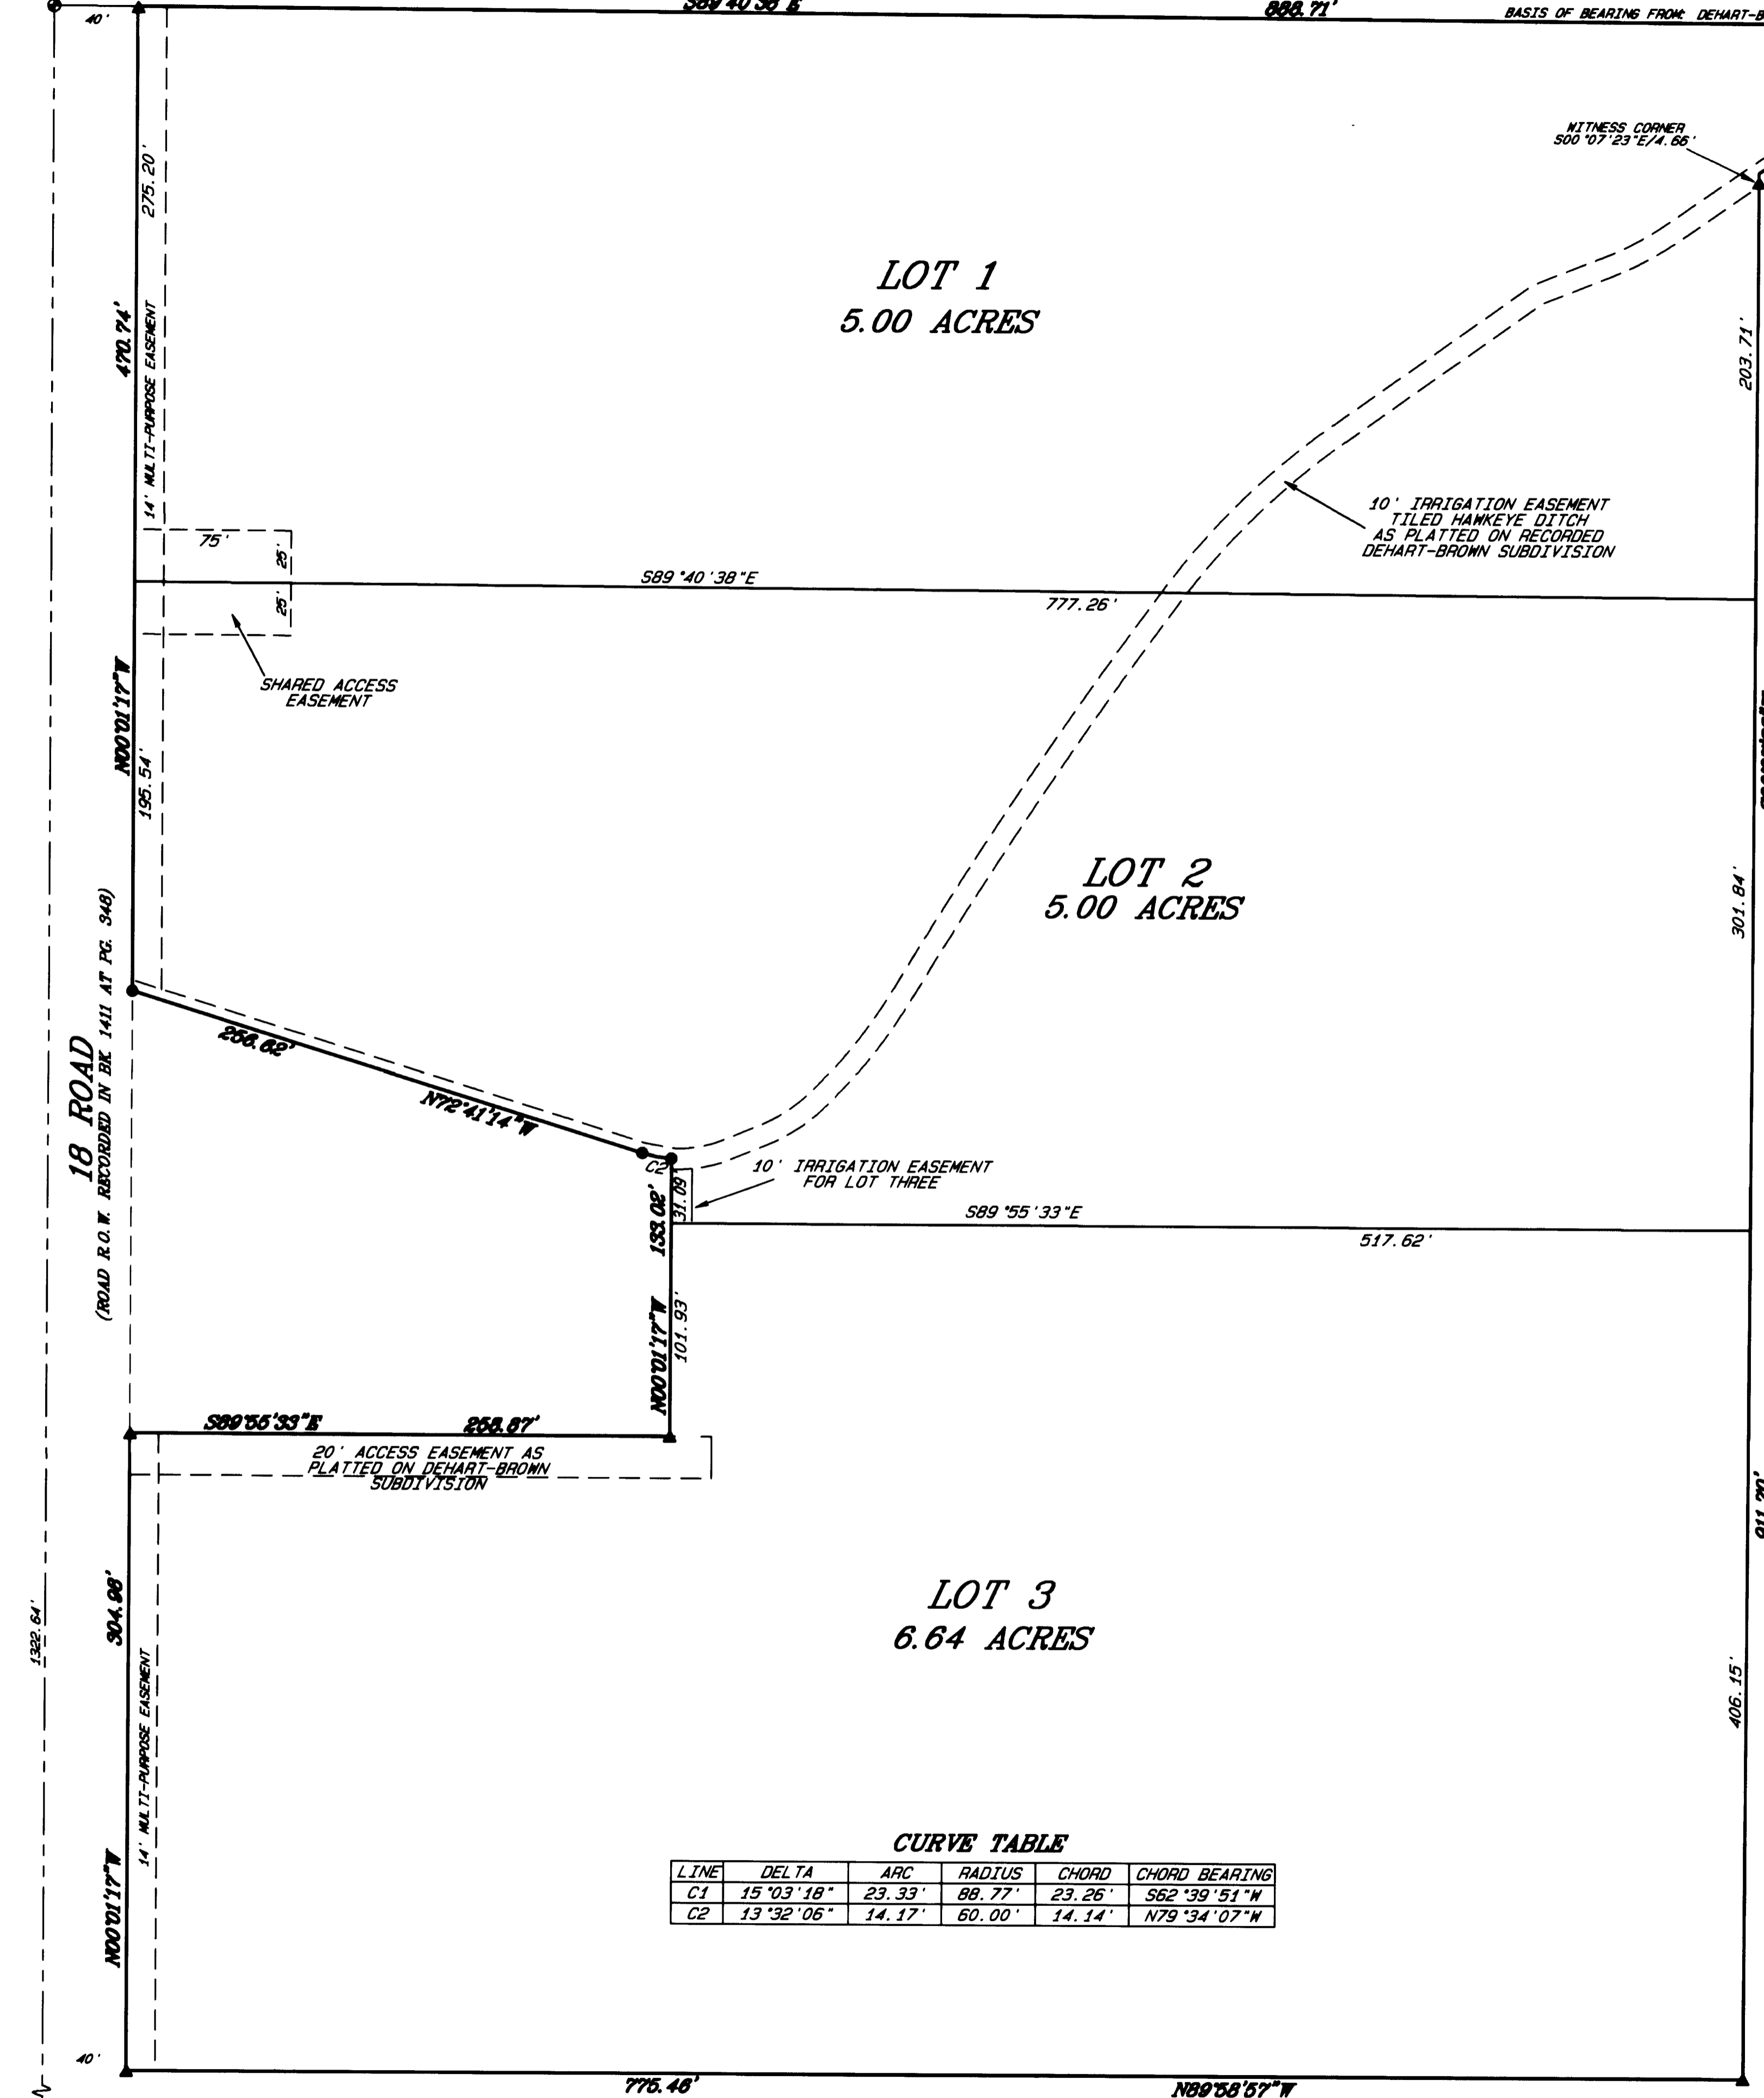 40'
888.71'
BASIS OF BEARING FROM: DEHART-B
WITNESS CORNER
S00°07'23"E/4.66'
275.20'
470.74'
14' MULTI-PURPOSE EASEMENT
LOT 1
5.00 ACRES
203.71'
10' IRRIGATION EASEMENT
TILED HAWKEYE DITCH
AS PLATTED ON RECORDED
DEHART-BROWN SUBDIVISION
75'
25'
25'
S89°40'38"E
777.26'
SHARED ACCESS
EASEMENT
N00°01'17"W
195.54'
LOT 2
5.00 ACRES
301.84'
18 ROAD
(ROAD R.O.W. RECORDED IN BK 1411 AT PG. 348)
256.62'
N72°41'14"W
C2
10' IRRIGATION EASEMENT
FOR LOT THREE
31.09'
133.02'
S89°55'33"E
517.62'
N00°01'17"W
101.93'
S89°55'33"E
258.87'
20' ACCESS EASEMENT AS
PLATTED ON DEHART-BROWN
SUBDIVISION
911.70'
304.98'
1322.64'
LOT 3
6.64 ACRES
406.15'
14' MULTI-PURPOSE EASEMENT
N00°01'17"W
CURVE TABLE
LINE DELTA ARC RADIUS CHORD CHORD BEARING
C1 15°03'18" 23.33' 88.77' 23.26' S62°39'51"W
C2 13°32'06" 14.17' 60.00' 14.14' N79°34'07"W
40'
775.46'
N89°58'57"W